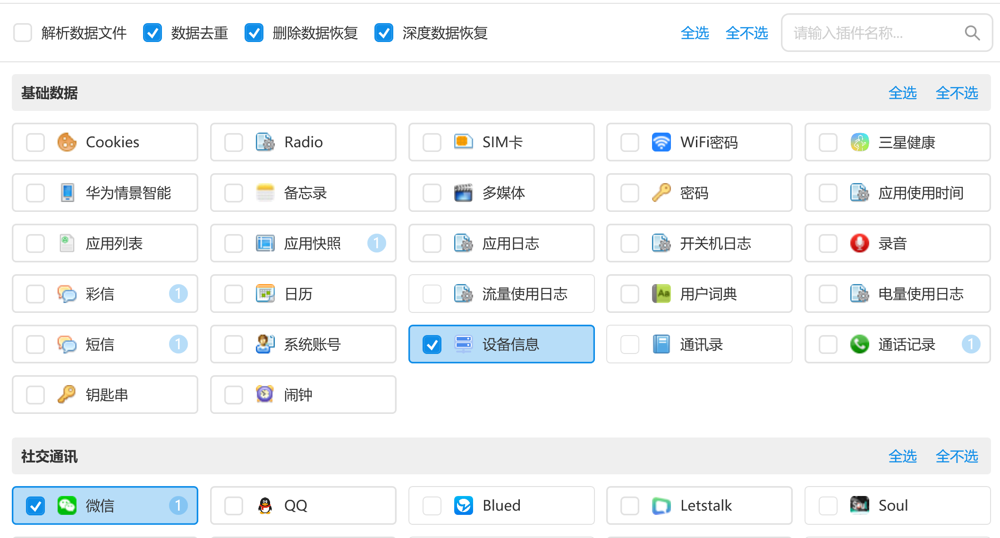 解析数据文件 数据去重 删除数据恢复 深度数据恢复 全选 全不选 请输入插件名称...
基础数据 全选 全不选
Cookies Radio SIM卡 WiFi密码 三星健康
华为情景智能 备忘录 多媒体 密码 应用使用时间
应用列表 应用快照 1 应用日志 开关机日志 录音
彩信 1 日历 流量使用日志 Aa 用户词典 电量使用日志
短信 1 系统账号 设备信息 通讯录 通话记录 1
钥匙串 闹钟
社交通讯 全选 全不选
微信 1 QQ Blued Letstalk Soul Soul